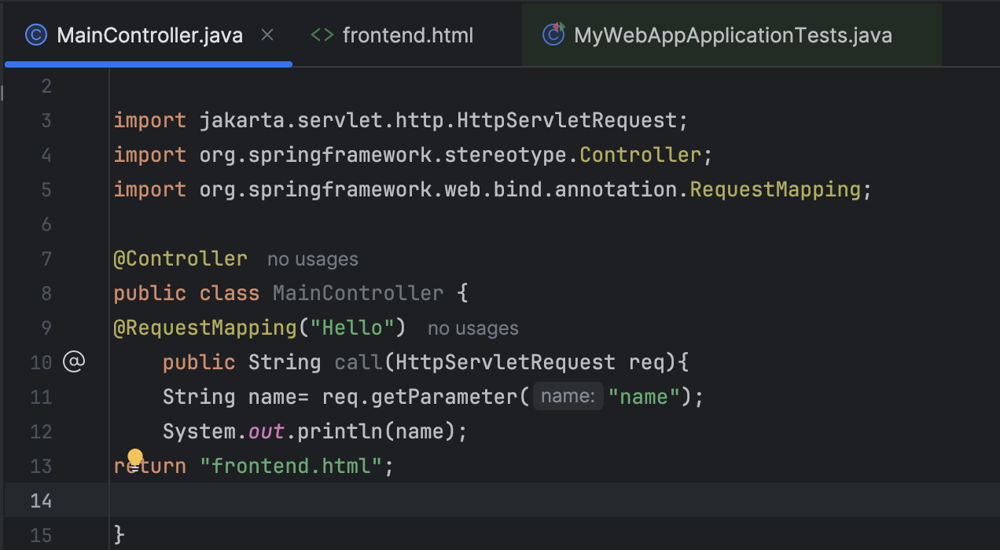 MainController.java × <> frontend.html MyWebAppApplicationTests.java
2
3 import jakarta.servlet.http.HttpServletRequest;
4 import org.springframework.stereotype.Controller;
5 import org.springframework.web.bind.annotation.RequestMapping;
6
7 @Controller no usages
8 public class MainController {
9 @RequestMapping("Hello") no usages
10 @ public String call(HttpServletRequest req){
11 String name= req.getParameter( name: "name");
12 System.out.println(name);
13 return "frontend.html";
14
15 }